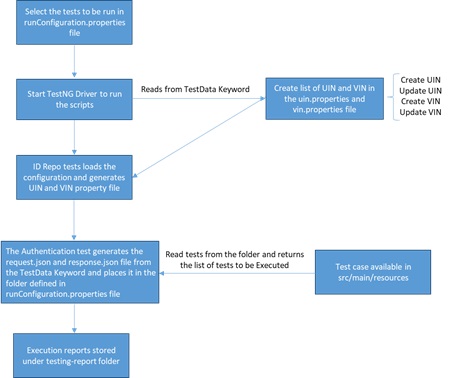 Select the tests to be run in
runConfiguration.properties
file
Start TestNG Driver to run
the scripts
Reads from TestData Keyword
Create list of UIN and VIN in
the uin.properties and
vin.properties file
Create UIN
Update UIN
Create VIN
Update VIN
ID Repo tests loads the
configuration and generates
UIN and VIN property file
The Authentication test generates the
request.json and response.json file from
the TestData Keyword and places it in the
folder defined in
runConfiguration.properties file
Read tests from the folder and returns
the list of tests to be Executed
Test case available in
src/main/resources
Execution reports stored
under testing-report folder